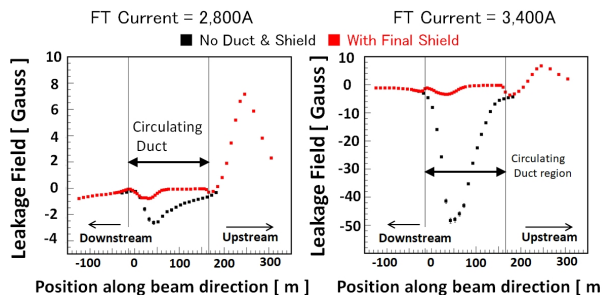 FT Current = 2,800A
FT Current = 3,400A
No Duct & Shield
With Final Shield
Leakage Field [ Gauss]
10
8
6
4
2
0
-2
-4
Circulating
Duct
Downstream
Upstream
-100
0
100
200
300
Position along beam direction [ m]
Leakage Field [ Gauss]
10
0
-10
-20
-30
-40
-50
Circulating
Duct region
Downstream
Upstream
-100
0
100
200
300
Position along beam direction [ m